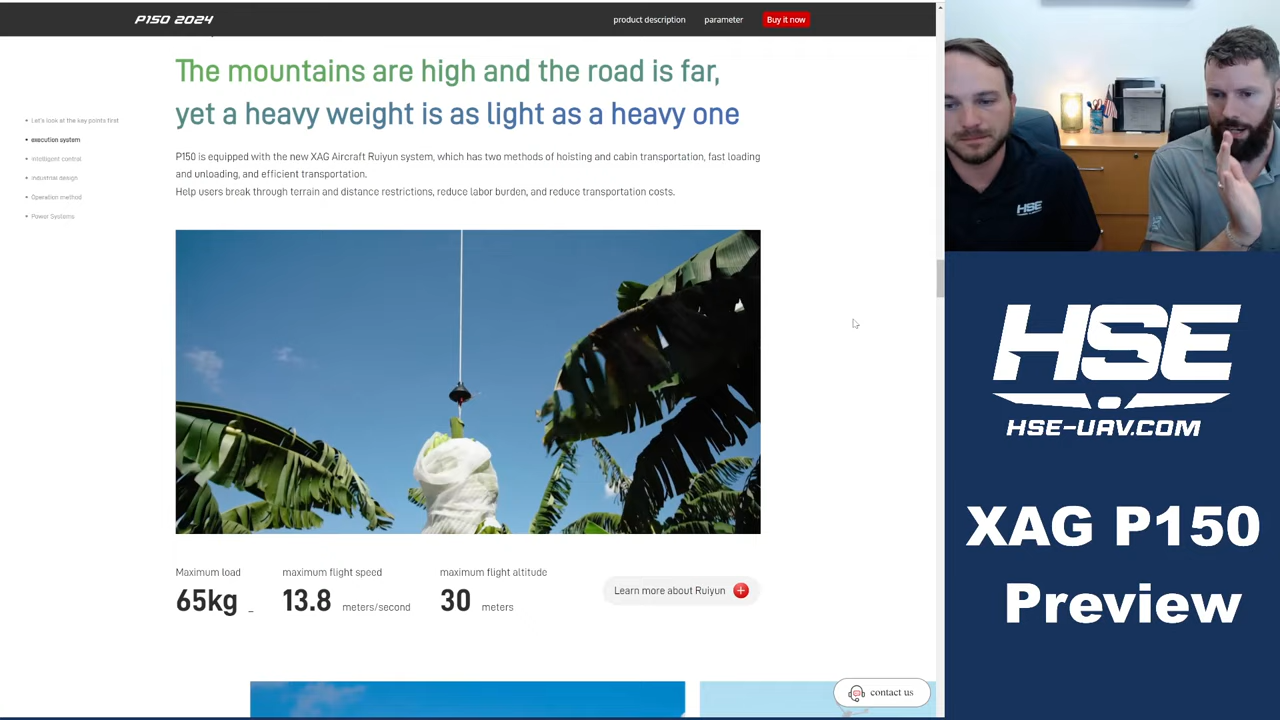 P150 2024
product description
parameter
Buy it now
The mountains are high and the road is far,
yet a heavy weight is as light as a heavy one
• Let's look at the key points first
• execution system
• intelligent control
• industrial design
• Operation method
• Power Systems
P150 is equipped with the new XAG Aircraft Ruiyun system, which has two methods of hoisting and cabin transportation, fast loading
and unloading, and efficient transportation.
Help users break through terrain and distance restrictions, reduce labor burden, and reduce transportation costs.
Maximum load
65kg _
maximum flight speed
13.8 meters/second
maximum flight altitude
30 meters
Learn more about Ruiyun
contact us
HSE
HSE
HSE-UAV.COM
XAG P150
Preview